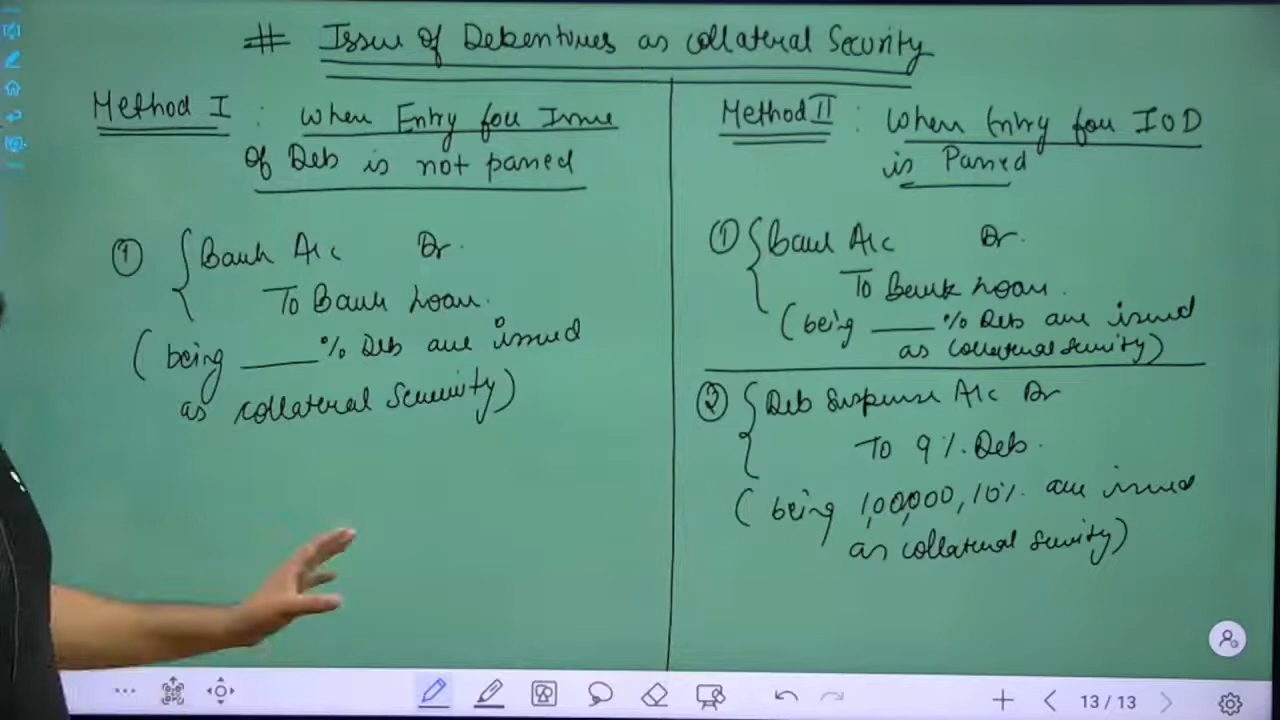 # Issue of Debentures as collateral Security
Method I : when Entry for Issue
of Deb is not passed
① Bank A/c Dr.
To Bank Loan.
(being ___% Deb are issued
as collateral Security)
Method II : when Entry for IOD
is Passed
① Bank A/c Dr.
To Bank Loan.
(being ___% Deb are issued
as collateral Security)
② Deb Suspense A/c Dr
To 9% Deb.
(being 1,00,000, 10% are issued
as collateral Security)
13/13